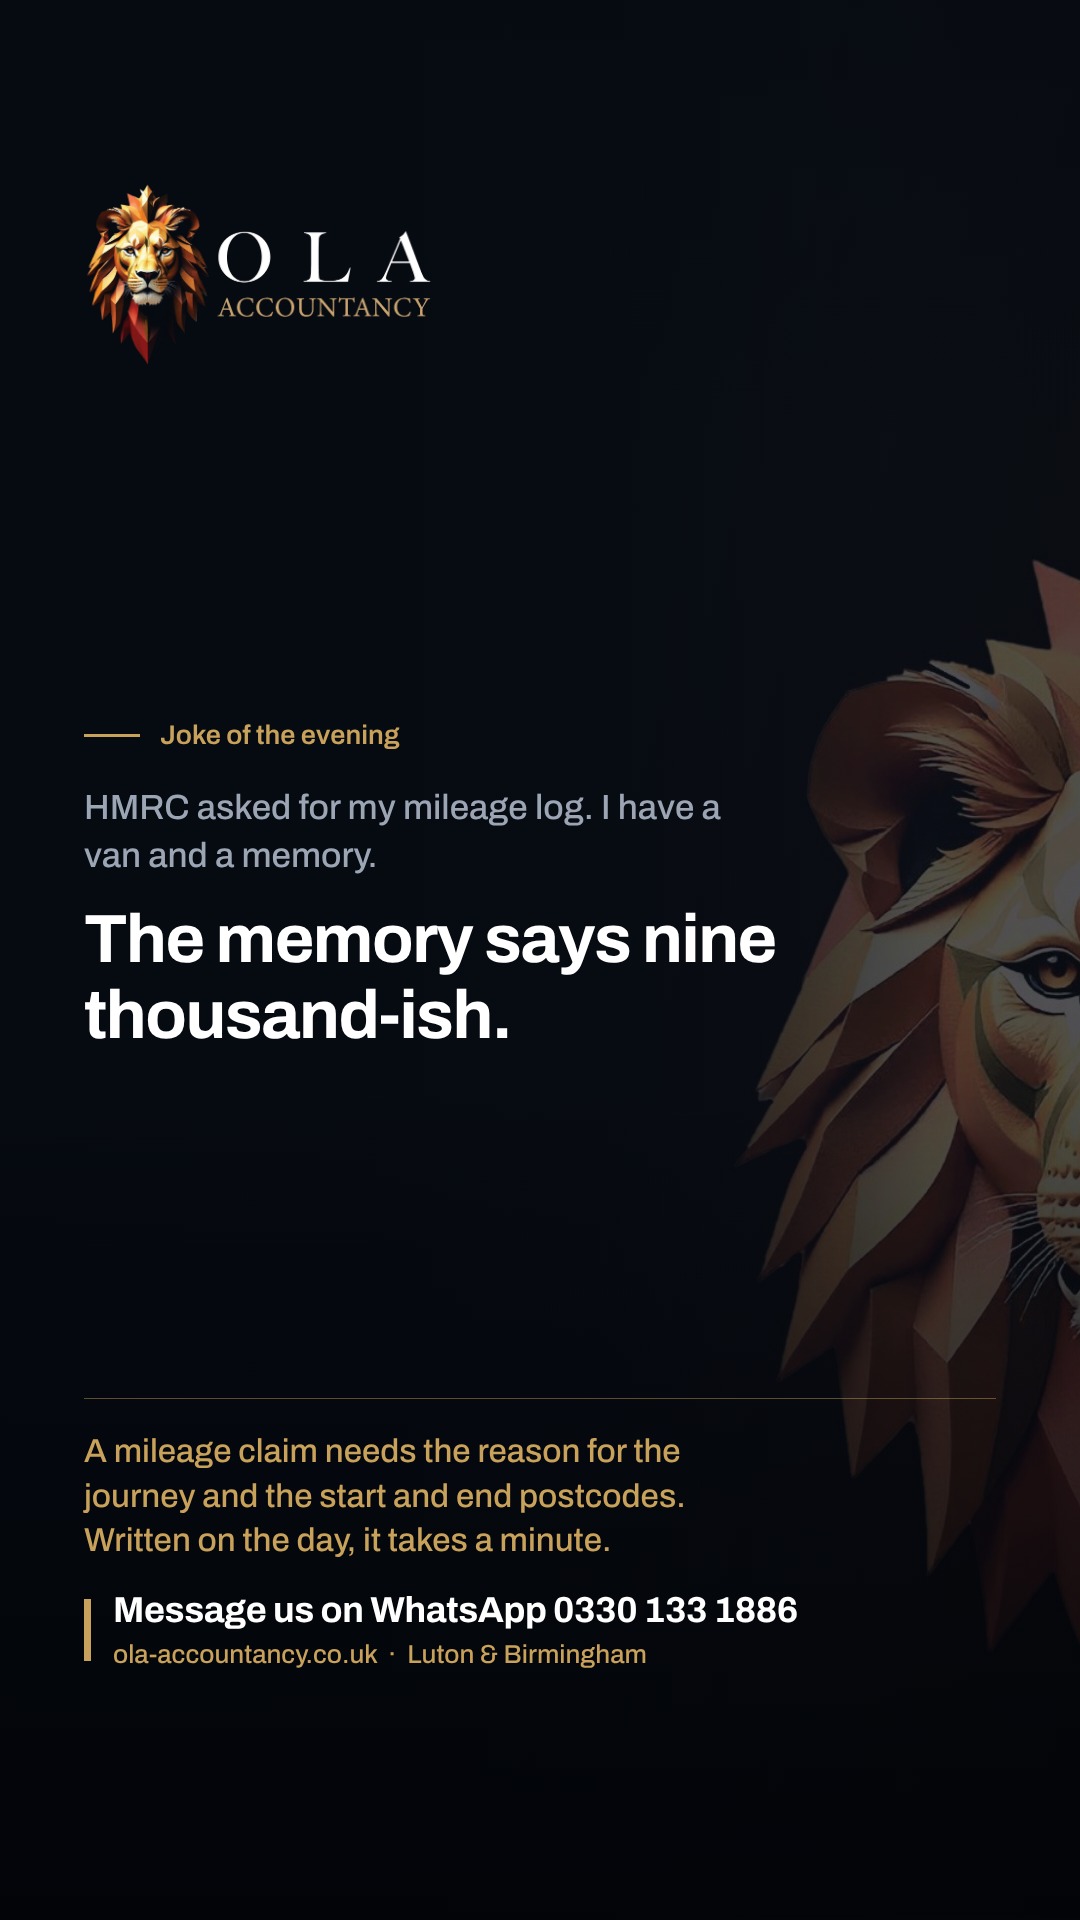 OLA
ACCOUNTANCY
Joke of the evening
HMRC asked for my mileage log. I have a
van and a memory.
The memory says nine
thousand-ish.
A mileage claim needs the reason for the
journey and the start and end postcodes.
Written on the day, it takes a minute.
Message us on WhatsApp 0330 133 1886
ola-accountancy.co.uk · Luton & Birmingham